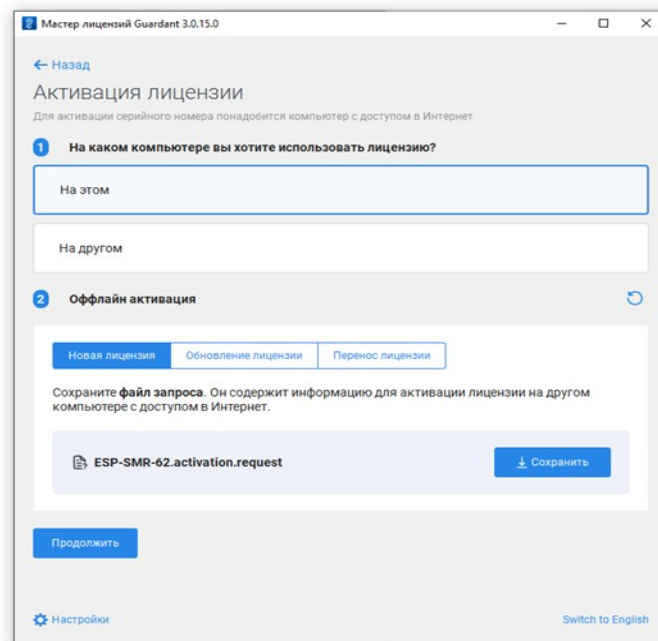 Мастер лицензий Guardant 3.0.15.0
← Назад
Активация лицензии
Для активации серийного номера понадобится компьютер с доступом в Интернет
1 На каком компьютере вы хотите использовать лицензию?
На этом
На другом
2 Оффлайн активация
Новая лицензия Обновление лицензии Перенос лицензии
Сохраните файл запроса. Он содержит информацию для активации лицензии на другом
компьютере с доступом в Интернет.
ESP-SMR-62.activation.request Сохранить
Продолжить
Настройки Switch to English